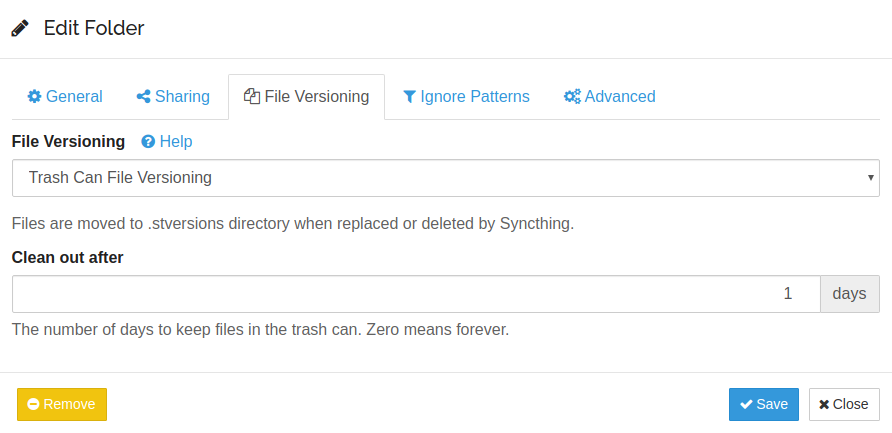 Edit Folder
General Sharing File Versioning Ignore Patterns Advanced
File Versioning Help
Trash Can File Versioning
Files are moved to .stversions directory when replaced or deleted by Syncthing.
Clean out after
1 days
The number of days to keep files in the trash can. Zero means forever.
Remove Save Close